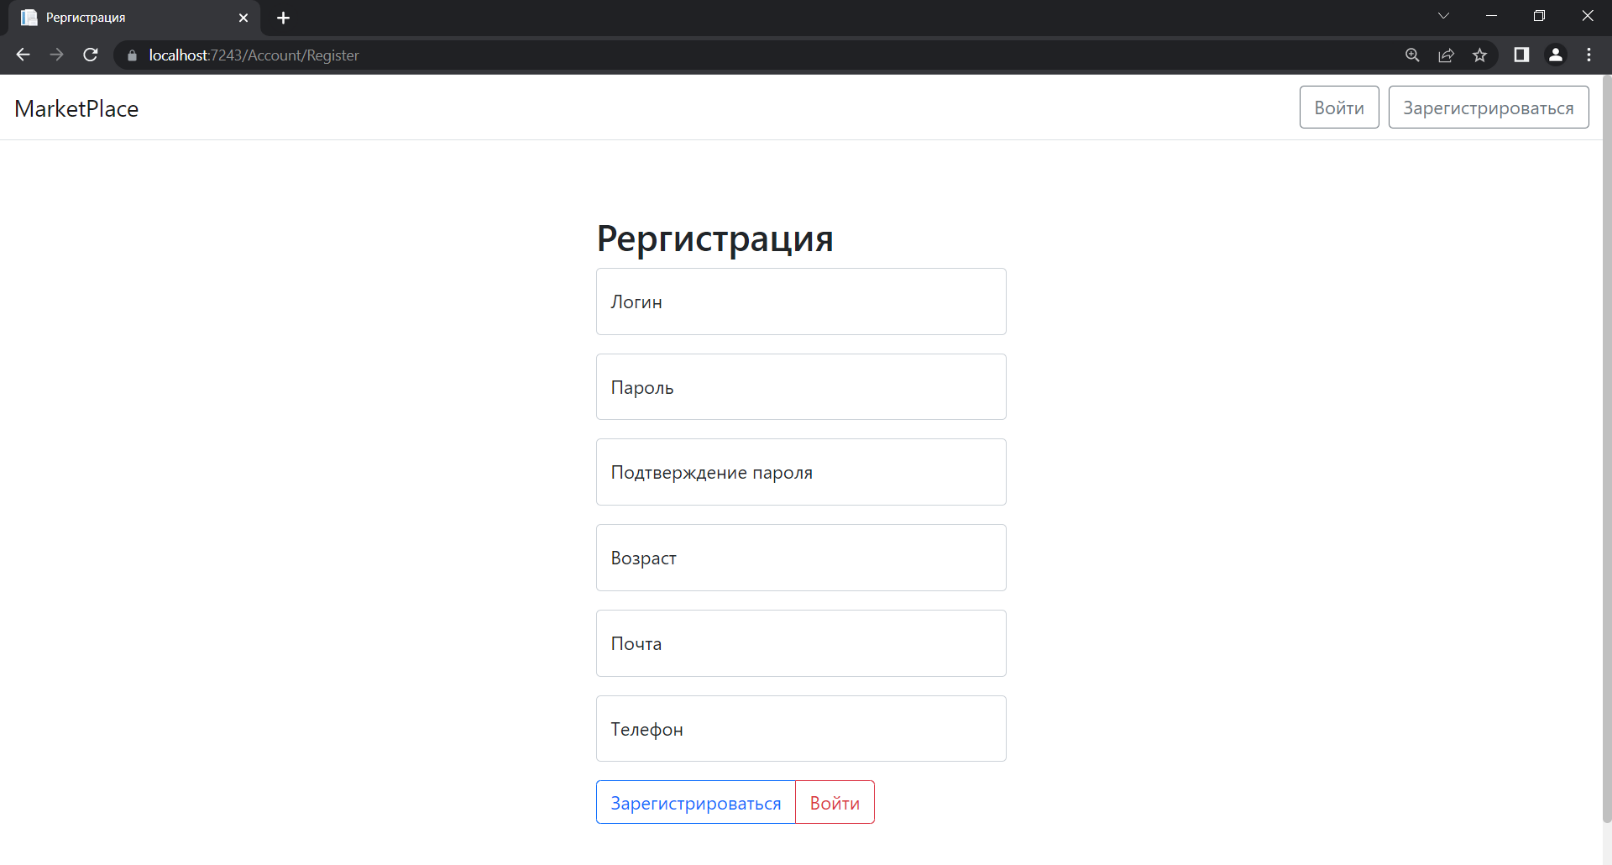 Рергистрация
localhost:7243/Account/Register
MarketPlace
Войти
Зарегистрироваться
Рергистрация
Логин
Пароль
Подтверждение пароля
Возраст
Почта
Телефон
Зарегистрироваться
Войти